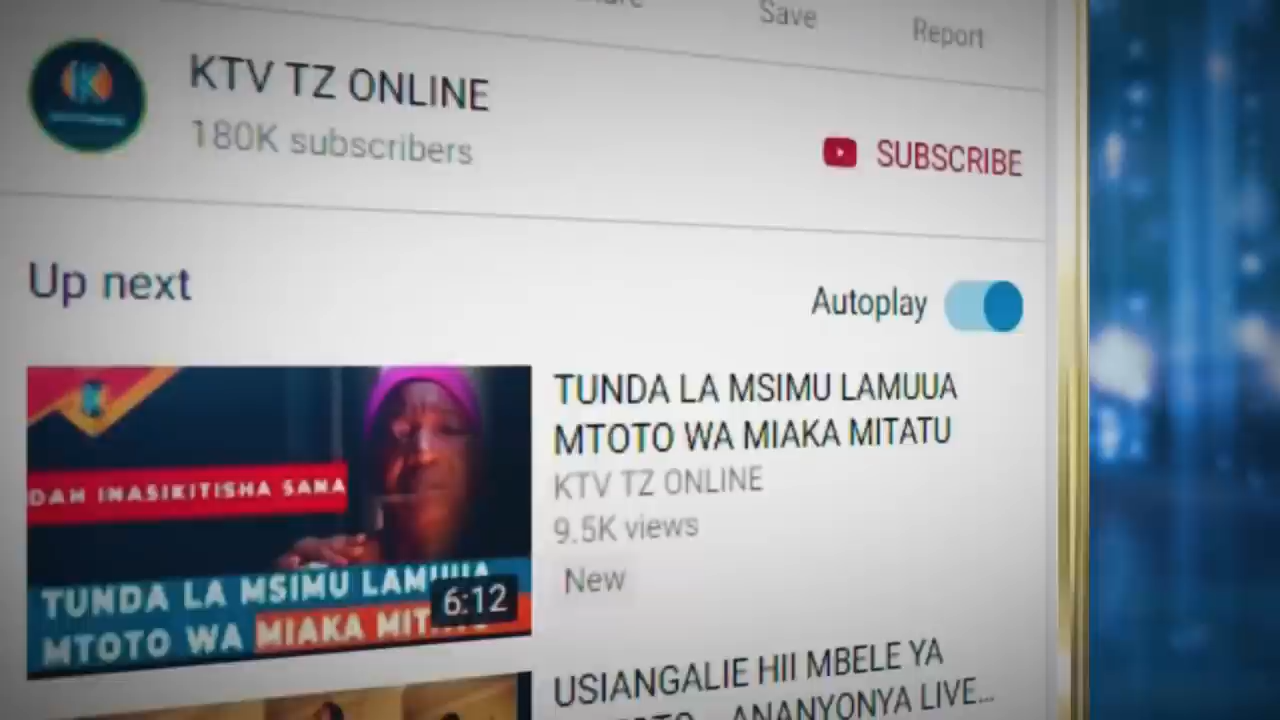 Save
Report
KTV TZ ONLINE
180K subscribers
SUBSCRIBE
Up next
Autoplay
DAH INASIKITISHA SANA
TUNDA LA MSIMU
MTOTO WA MIAKA
6:12
TUNDA LA MSIMU LAMUUA
MTOTO WA MIAKA MITATU
KTV TZ ONLINE
9.5K views
New
USIANGALIE HII MBELE YA
ANANYONYA LIVE...